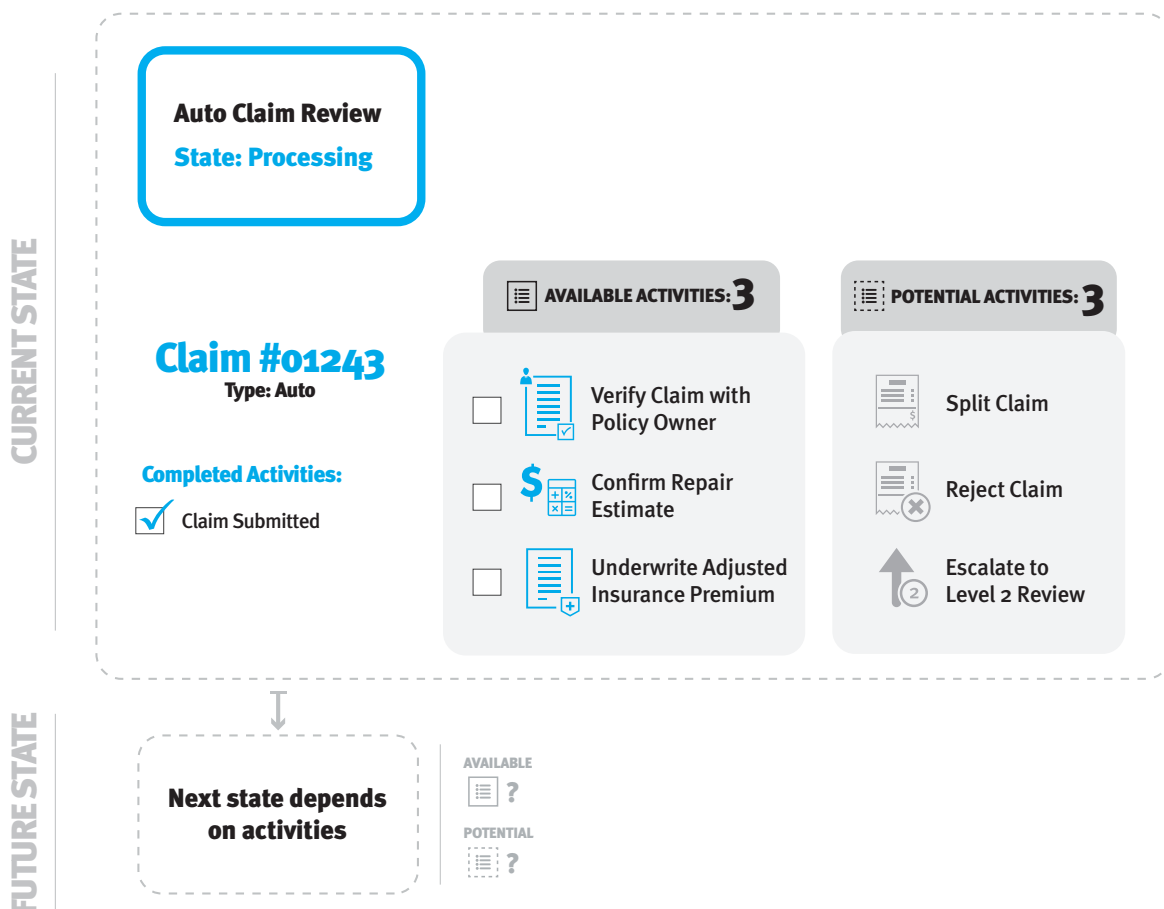 CURRENT STATE
Auto Claim Review
State: Processing
Claim #01243
Type: Auto
Completed Activities:
Claim Submitted
AVAILABLE ACTIVITIES: 3
Verify Claim with
Policy Owner
$
Confirm Repair
Estimate
Underwrite Adjusted
Insurance Premium
POTENTIAL ACTIVITIES: 3
$
Split Claim
Reject Claim
2
Escalate to
Level 2 Review
FUTURE STATE
Next state depends
on activities
AVAILABLE
?
POTENTIAL
?